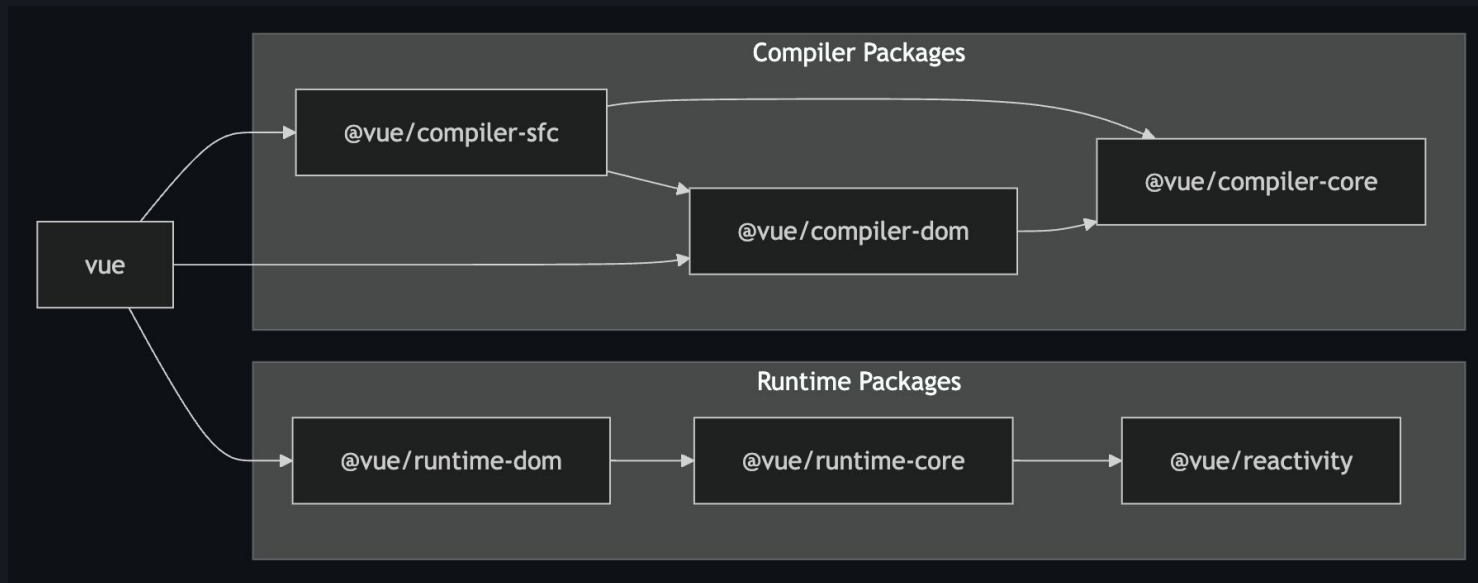 Compiler Packages
@vue/compiler-sfc
@vue/compiler-core
@vue/compiler-dom
vue
Runtime Packages
@vue/runtime-dom
@vue/runtime-core
@vue/reactivity